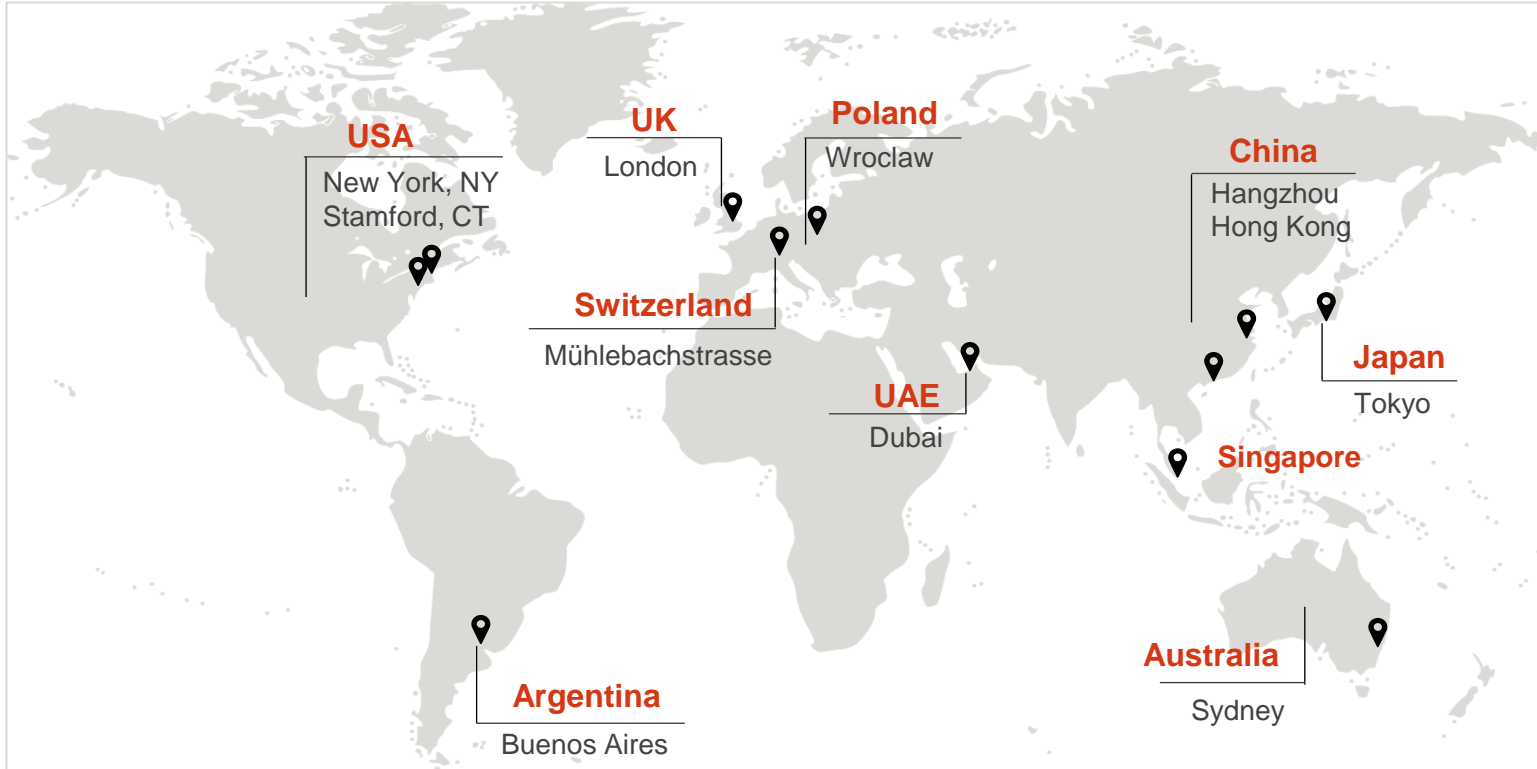 USA
New York, NY
Stamford, CT
UK
London
Poland
Wroclaw
China
Hangzhou
Hong Kong
Switzerland
Mühlebachstrasse
UAE
Dubai
Japan
Tokyo
Singapore
Argentina
Buenos Aires
Australia
Sydney